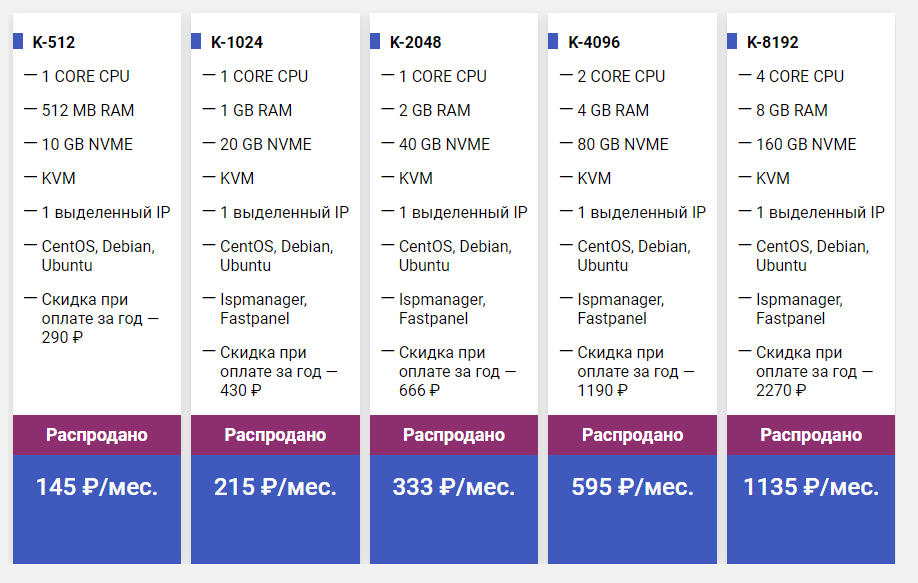 K-512
— 1 CORE CPU
— 512 MB RAM
— 10 GB NVME
— KVM
— 1 выделенный IP
— CentOS, Debian,
Ubuntu
— Скидка при
оплате за год —
290 ₽
Распродано
145 ₽/мес.
K-1024
— 1 CORE CPU
— 1 GB RAM
— 20 GB NVME
— KVM
— 1 выделенный IP
— CentOS, Debian,
Ubuntu
— Ispmanager,
Fastpanel
— Скидка при
оплате за год —
430 ₽
Распродано
215 ₽/мес.
K-2048
— 1 CORE CPU
— 2 GB RAM
— 40 GB NVME
— KVM
— 1 выделенный IP
— CentOS, Debian,
Ubuntu
— Ispmanager,
Fastpanel
— Скидка при
оплате за год —
666 ₽
Распродано
333 ₽/мес.
K-4096
— 2 CORE CPU
— 4 GB RAM
— 80 GB NVME
— KVM
— 1 выделенный IP
— CentOS, Debian,
Ubuntu
— Ispmanager,
Fastpanel
— Скидка при
оплате за год —
1190 ₽
Распродано
595 ₽/мес.
K-8192
— 4 CORE CPU
— 8 GB RAM
— 160 GB NVME
— KVM
— 1 выделенный IP
— CentOS, Debian,
Ubuntu
— Ispmanager,
Fastpanel
— Скидка при
оплате за год —
2270 ₽
Распродано
1135 ₽/мес.